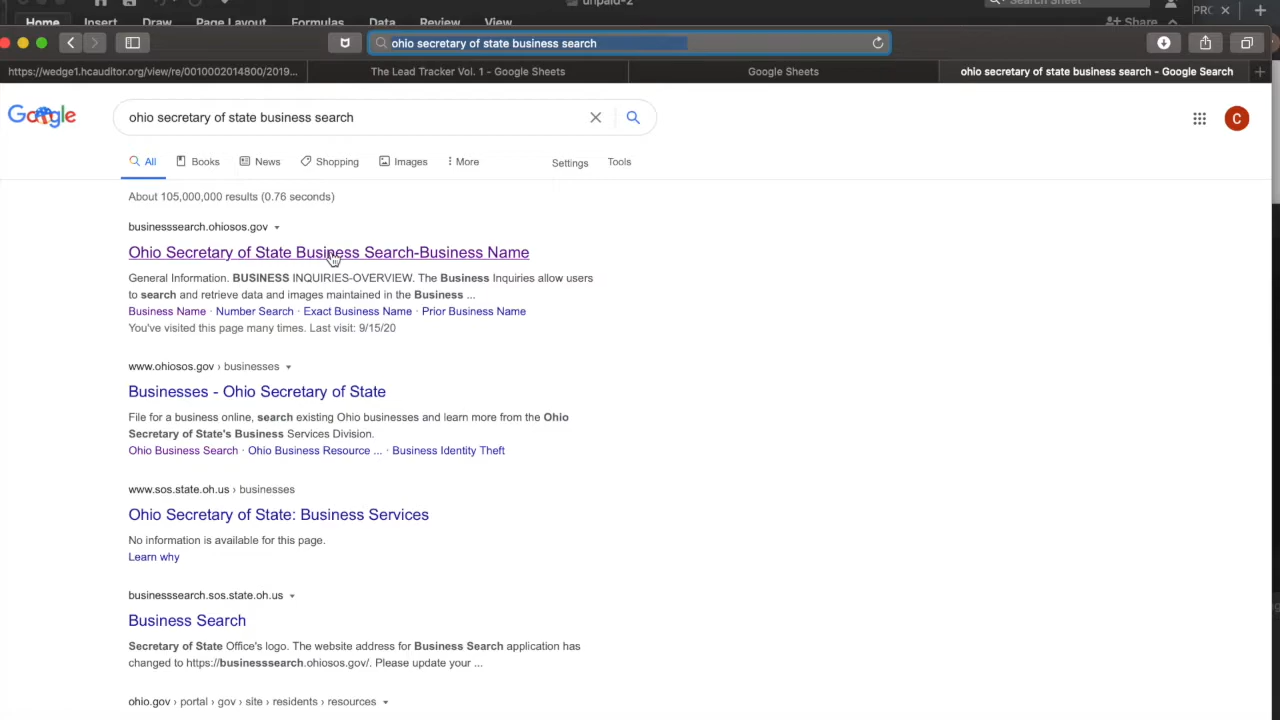 unpaid-2
Home Insert Draw Page Layout Formulas Data Review View
Search Sheet
Share
PRC
ohio secretary of state business search
https://wedge1.hcauditor.org/view/re/0010002014800/2019...
The Lead Tracker Vol. 1 - Google Sheets
Google Sheets
ohio secretary of state business search - Google Search
Google
ohio secretary of state business search
C
All Books News Shopping Images More Settings Tools
About 105,000,000 results (0.76 seconds)
businesssearch.ohiosos.gov
Ohio Secretary of State Business Search-Business Name
General Information. BUSINESS INQUIRIES-OVERVIEW. The Business Inquiries allow users
to search and retrieve data and images maintained in the Business ...
Business Name · Number Search · Exact Business Name · Prior Business Name
You've visited this page many times. Last visit: 9/15/20
www.ohiosos.gov › businesses
Businesses - Ohio Secretary of State
File for a business online, search existing Ohio businesses and learn more from the Ohio
Secretary of State's Business Services Division.
Ohio Business Search · Ohio Business Resource ... · Business Identity Theft
www.sos.state.oh.us › businesses
Ohio Secretary of State: Business Services
No information is available for this page.
Learn why
businesssearch.sos.state.oh.us
Business Search
Secretary of State Office's logo. The website address for Business Search application has
changed to https://businesssearch.ohiosos.gov/. Please update your ...
ohio.gov › portal › gov › site › residents › resources